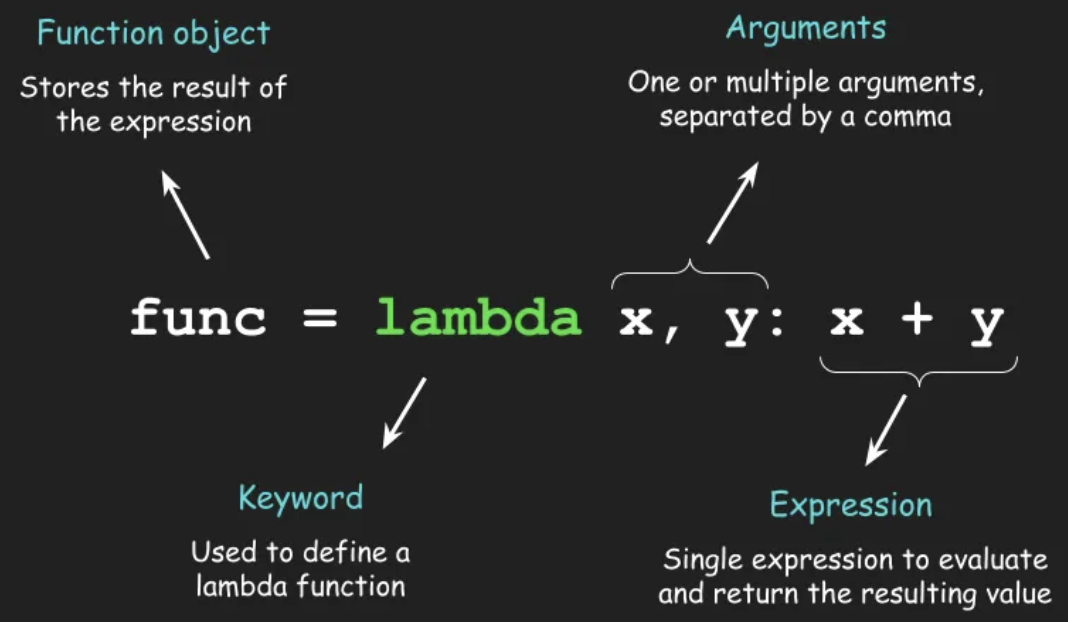 Function object
Stores the result of
the expression
Arguments
One or multiple arguments,
separated by a comma
func = lambda x, y: x + y
Keyword
Used to define a
lambda function
Expression
Single expression to evaluate
and return the resulting value